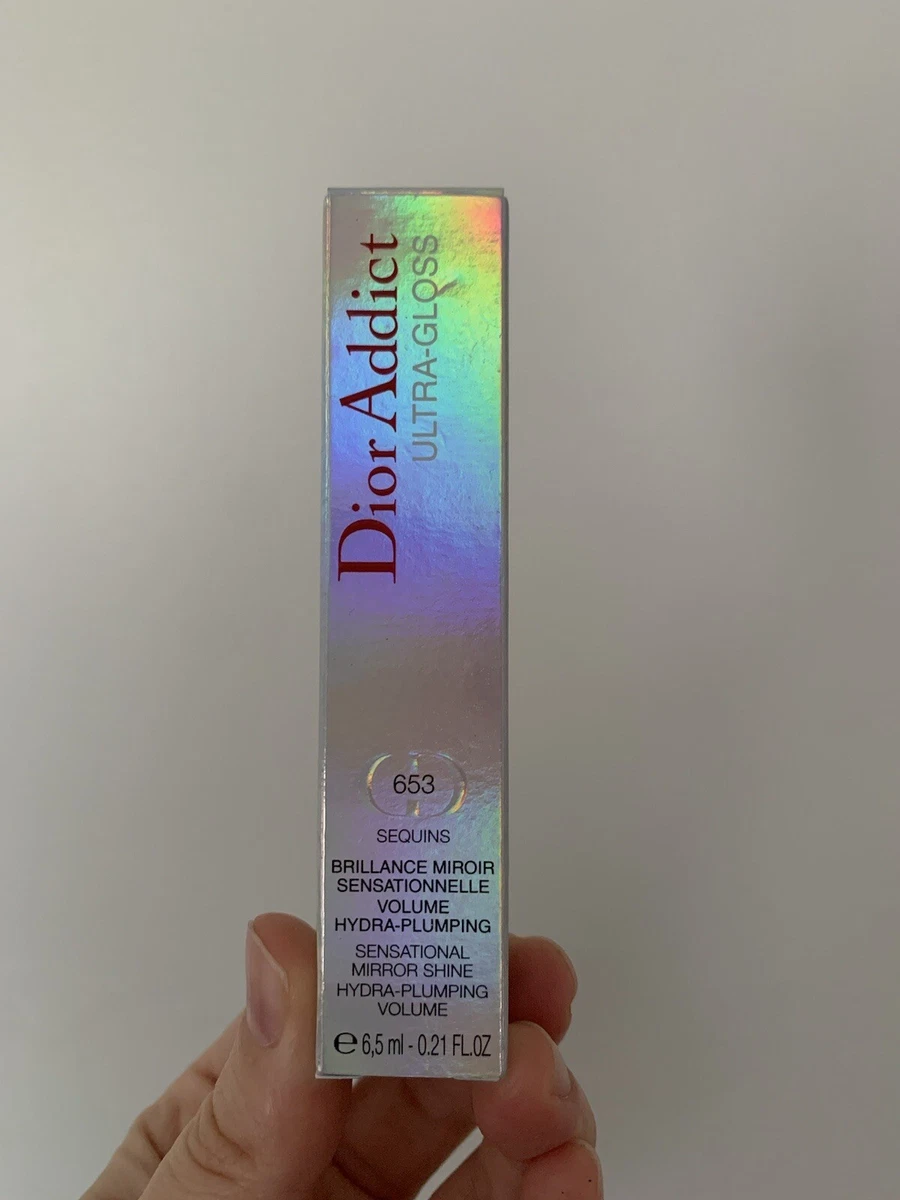 Dior Addict
ULTRA-GLOSS
653
SEQUINS
BRILLANCE MIROIR
SENSATIONNELLE
VOLUME
HYDRA-PLUMPING
SENSATIONAL
MIRROR SHINE
HYDRA-PLUMPING
VOLUME
℮ 6,5 ml - 0.21 FL.OZ